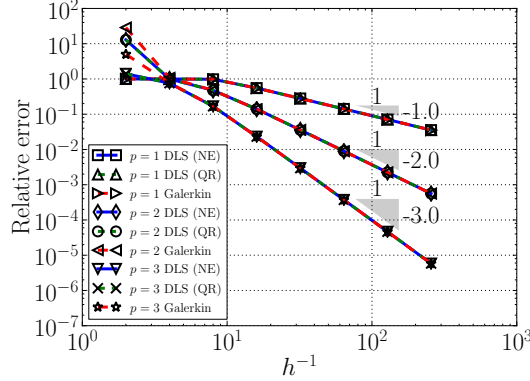 10^2
10^1
10^0
10^{-1}
10^{-2}
10^{-3}
10^{-4}
10^{-5}
10^{-6}
10^{-7}
Relative error
1
-1.0
1
-2.0
1
-3.0
p = 1 DLS (NE)
p = 1 DLS (QR)
p = 1 Galerkin
p = 2 DLS (NE)
p = 2 DLS (QR)
p = 2 Galerkin
p = 3 DLS (NE)
p = 3 DLS (QR)
p = 3 Galerkin
10^0 10^1 10^2 10^3
h^{-1}